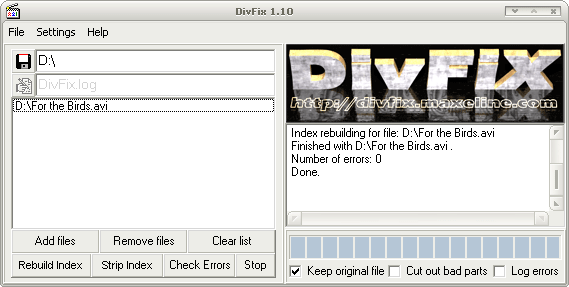 DivFix 1.10
File Settings Help
D:\
DivFix.log
D:\For the Birds.avi
Add files Remove files Clear list
Rebuild Index Strip Index Check Errors Stop
DivFiX
http://divfix.maxeline.com
Index rebuilding for file: D:\For the Birds.avi
Finished with D:\For the Birds.avi .
Number of errors: 0
Done.
Keep original file Cut out bad parts Log errors